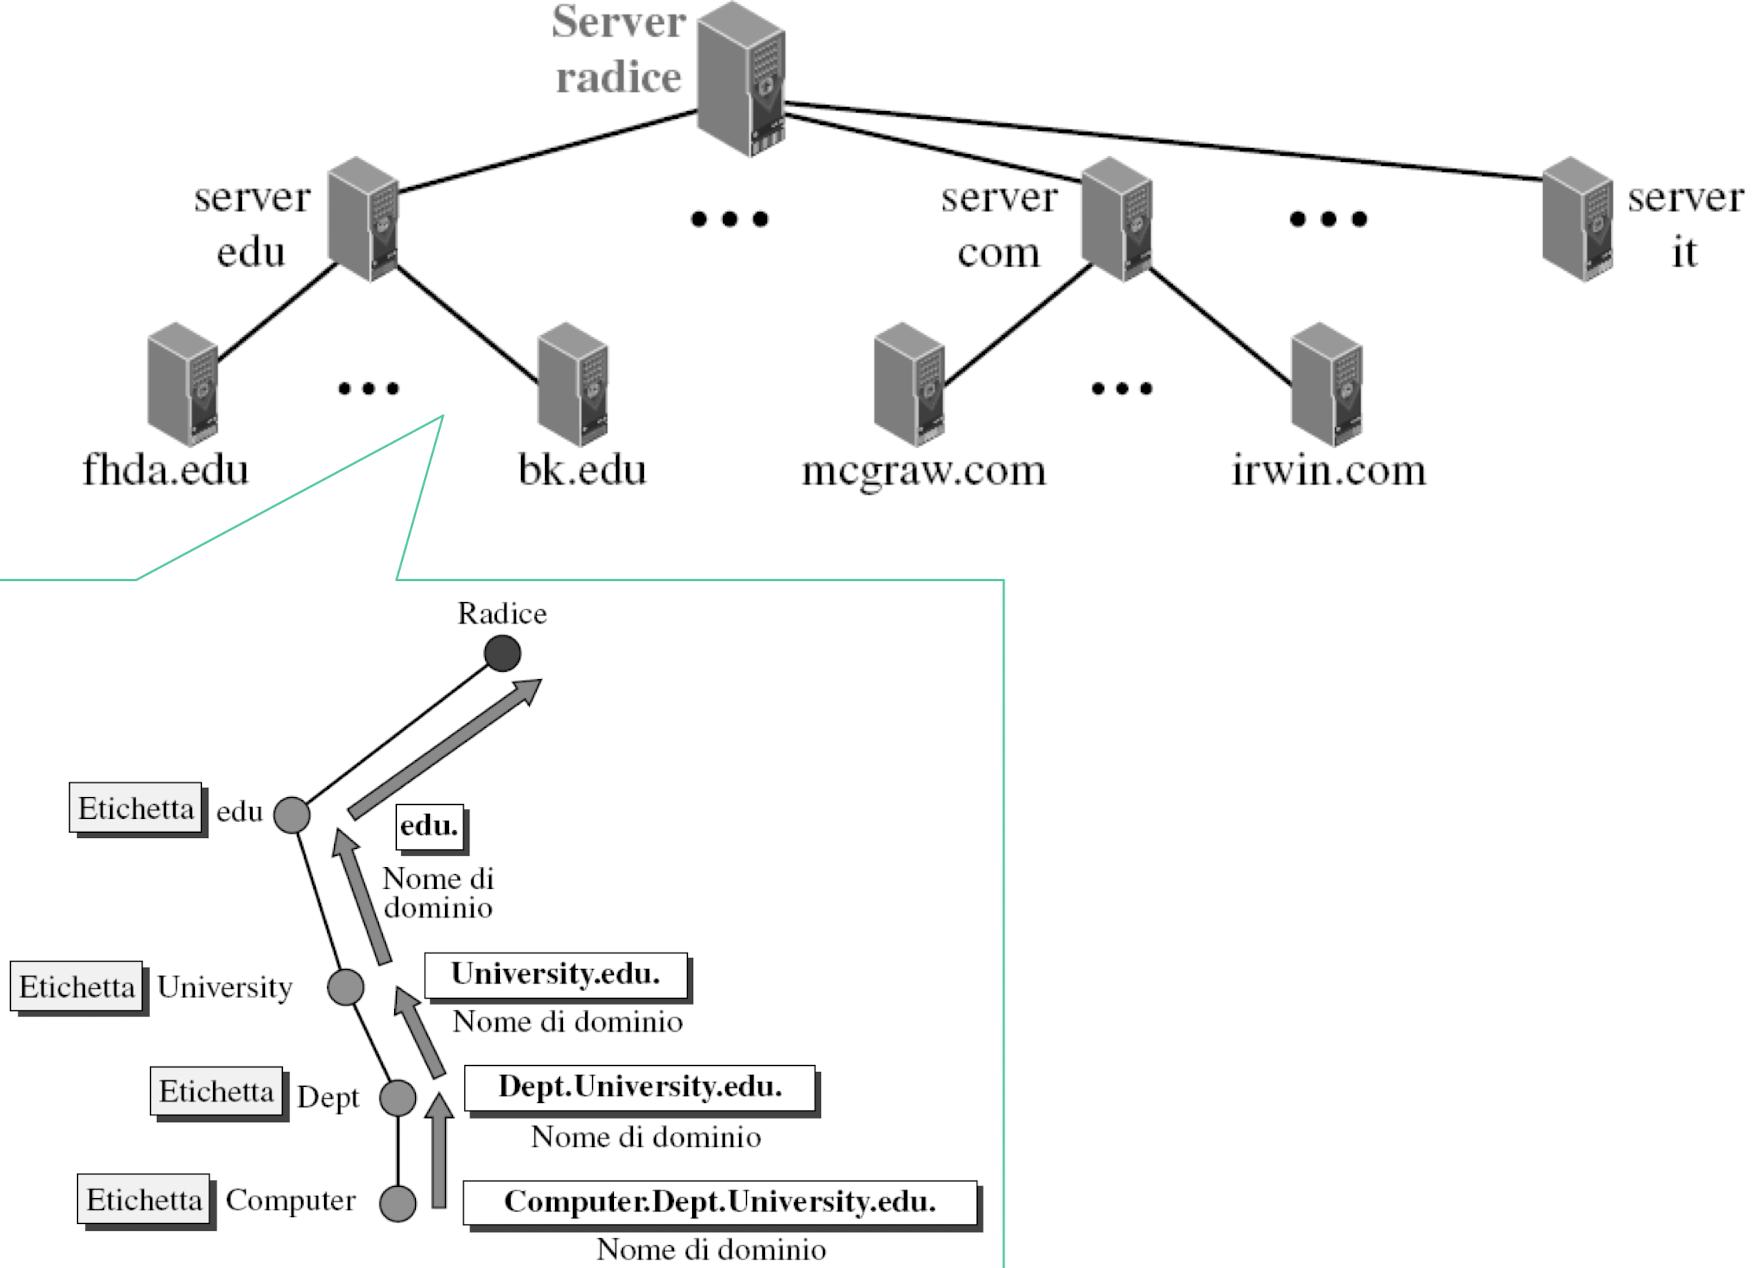 Server
radice
server
edu
server
com
server
it
fhda.edu
bk.edu
mcgraw.com
irwin.com
Radice
Etichetta edu
edu.
Nome di
dominio
Etichetta University
University.edu.
Nome di dominio
Etichetta Dept
Dept.University.edu.
Nome di dominio
Etichetta Computer
Computer.Dept.University.edu.
Nome di dominio